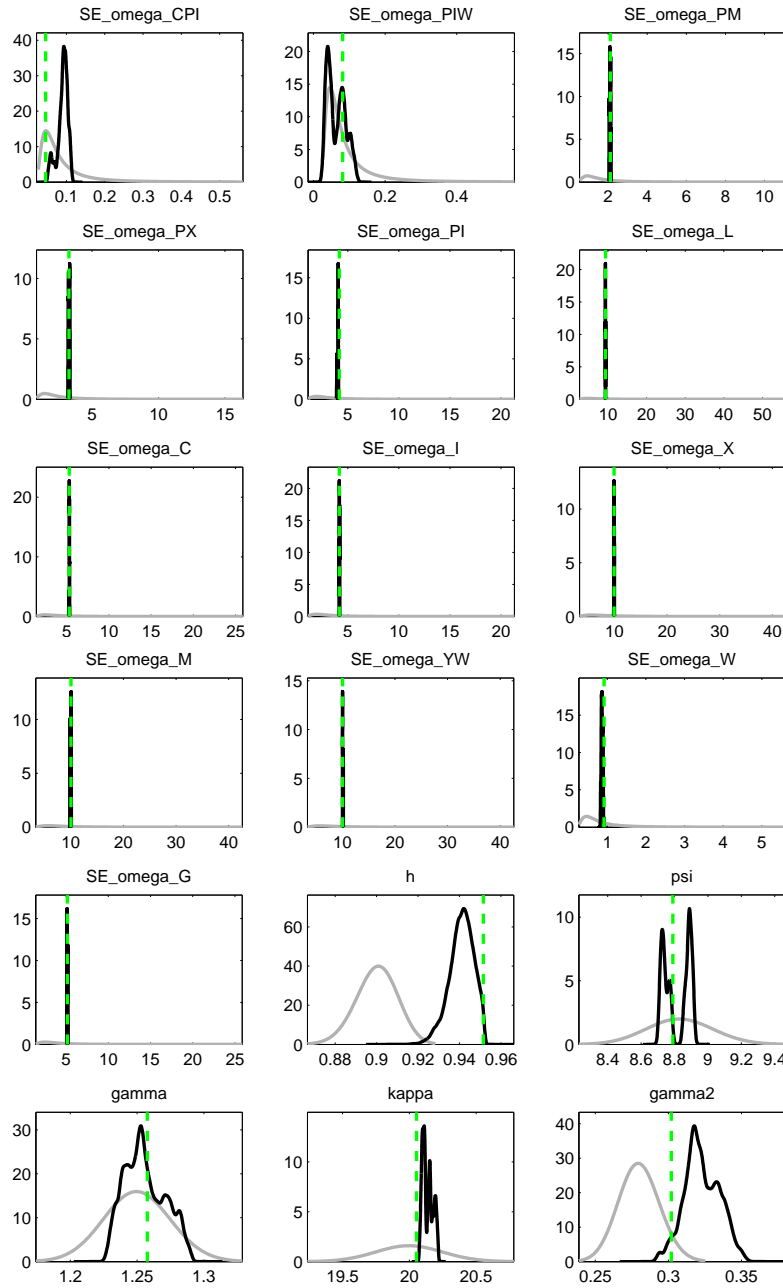 SE_omega_CPI SE_omega_PIW SE_omega_PM
40 30 20 10 0 20 15 10 5 0 15 10 5 0
0.1 0.2 0.3 0.4 0.5 0 0.2 0.4 2 4 6 8 10
SE_omega_PX SE_omega_PI SE_omega_L
10 5 0 15 10 5 0 20 15 10 5 0
5 10 15 5 10 15 20 10 20 30 40 50
SE_omega_C SE_omega_I SE_omega_X
20 10 0 20 15 10 5 0 10 5 0
5 10 15 20 25 5 10 15 20 10 20 30 40
SE_omega_M SE_omega_YW SE_omega_W
10 5 0 15 10 5 0 15 10 5 0
10 20 30 40 10 20 30 40 1 2 3 4 5
SE_omega_G h psi
15 10 5 0 60 40 20 0 10 5 0
5 10 15 20 25 0.88 0.9 0.92 0.94 0.96 8.4 8.6 8.8 9 9.2 9.4
gamma kappa gamma2
30 20 10 0 10 5 0 40 30 20 10 0
1.2 1.25 1.3 19.5 20 20.5 0.25 0.3 0.35